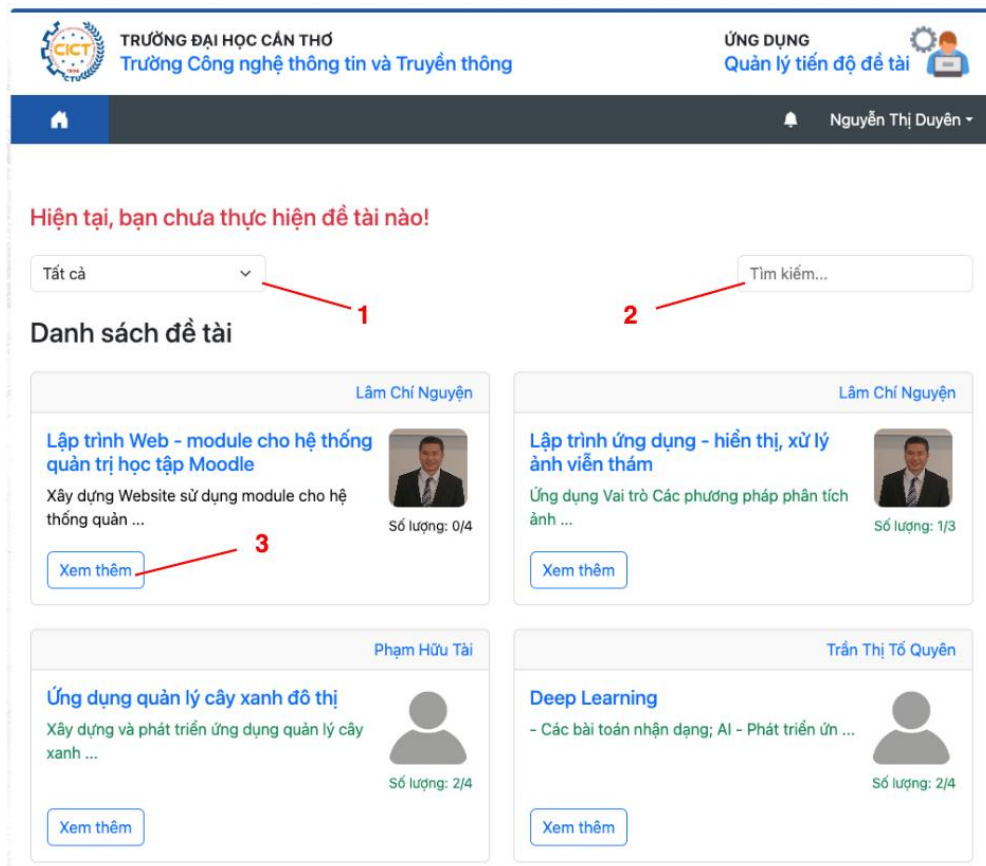 CICT
1994
CTU
TRƯỜNG ĐẠI HỌC CẦN THƠ
Trường Công nghệ thông tin và Truyền thông
ỨNG DỤNG
Quản lý tiến độ đề tài
Nguyễn Thị Duyên
Hiện tại, bạn chưa thực hiện đề tài nào!
Tất cả
Tìm kiếm...
1
2
Danh sách đề tài
Lâm Chí Nguyện
Lập trình Web - module cho hệ thống
quản trị học tập Moodle
Xây dựng Website sử dụng module cho hệ
thống quản ...
Số lượng: 0/4
3
Xem thêm
Lâm Chí Nguyện
Lập trình ứng dụng - hiển thị, xử lý
ảnh viễn thám
Ứng dụng Vai trò Các phương pháp phân tích
ảnh ...
Số lượng: 1/3
Xem thêm
Phạm Hữu Tài
Ứng dụng quản lý cây xanh đô thị
Xây dựng và phát triển ứng dụng quản lý cây
xanh ...
Số lượng: 2/4
Xem thêm
Trần Thị Tố Quyên
Deep Learning
- Các bài toán nhận dạng; AI - Phát triển ứn ...
Số lượng: 2/4
Xem thêm